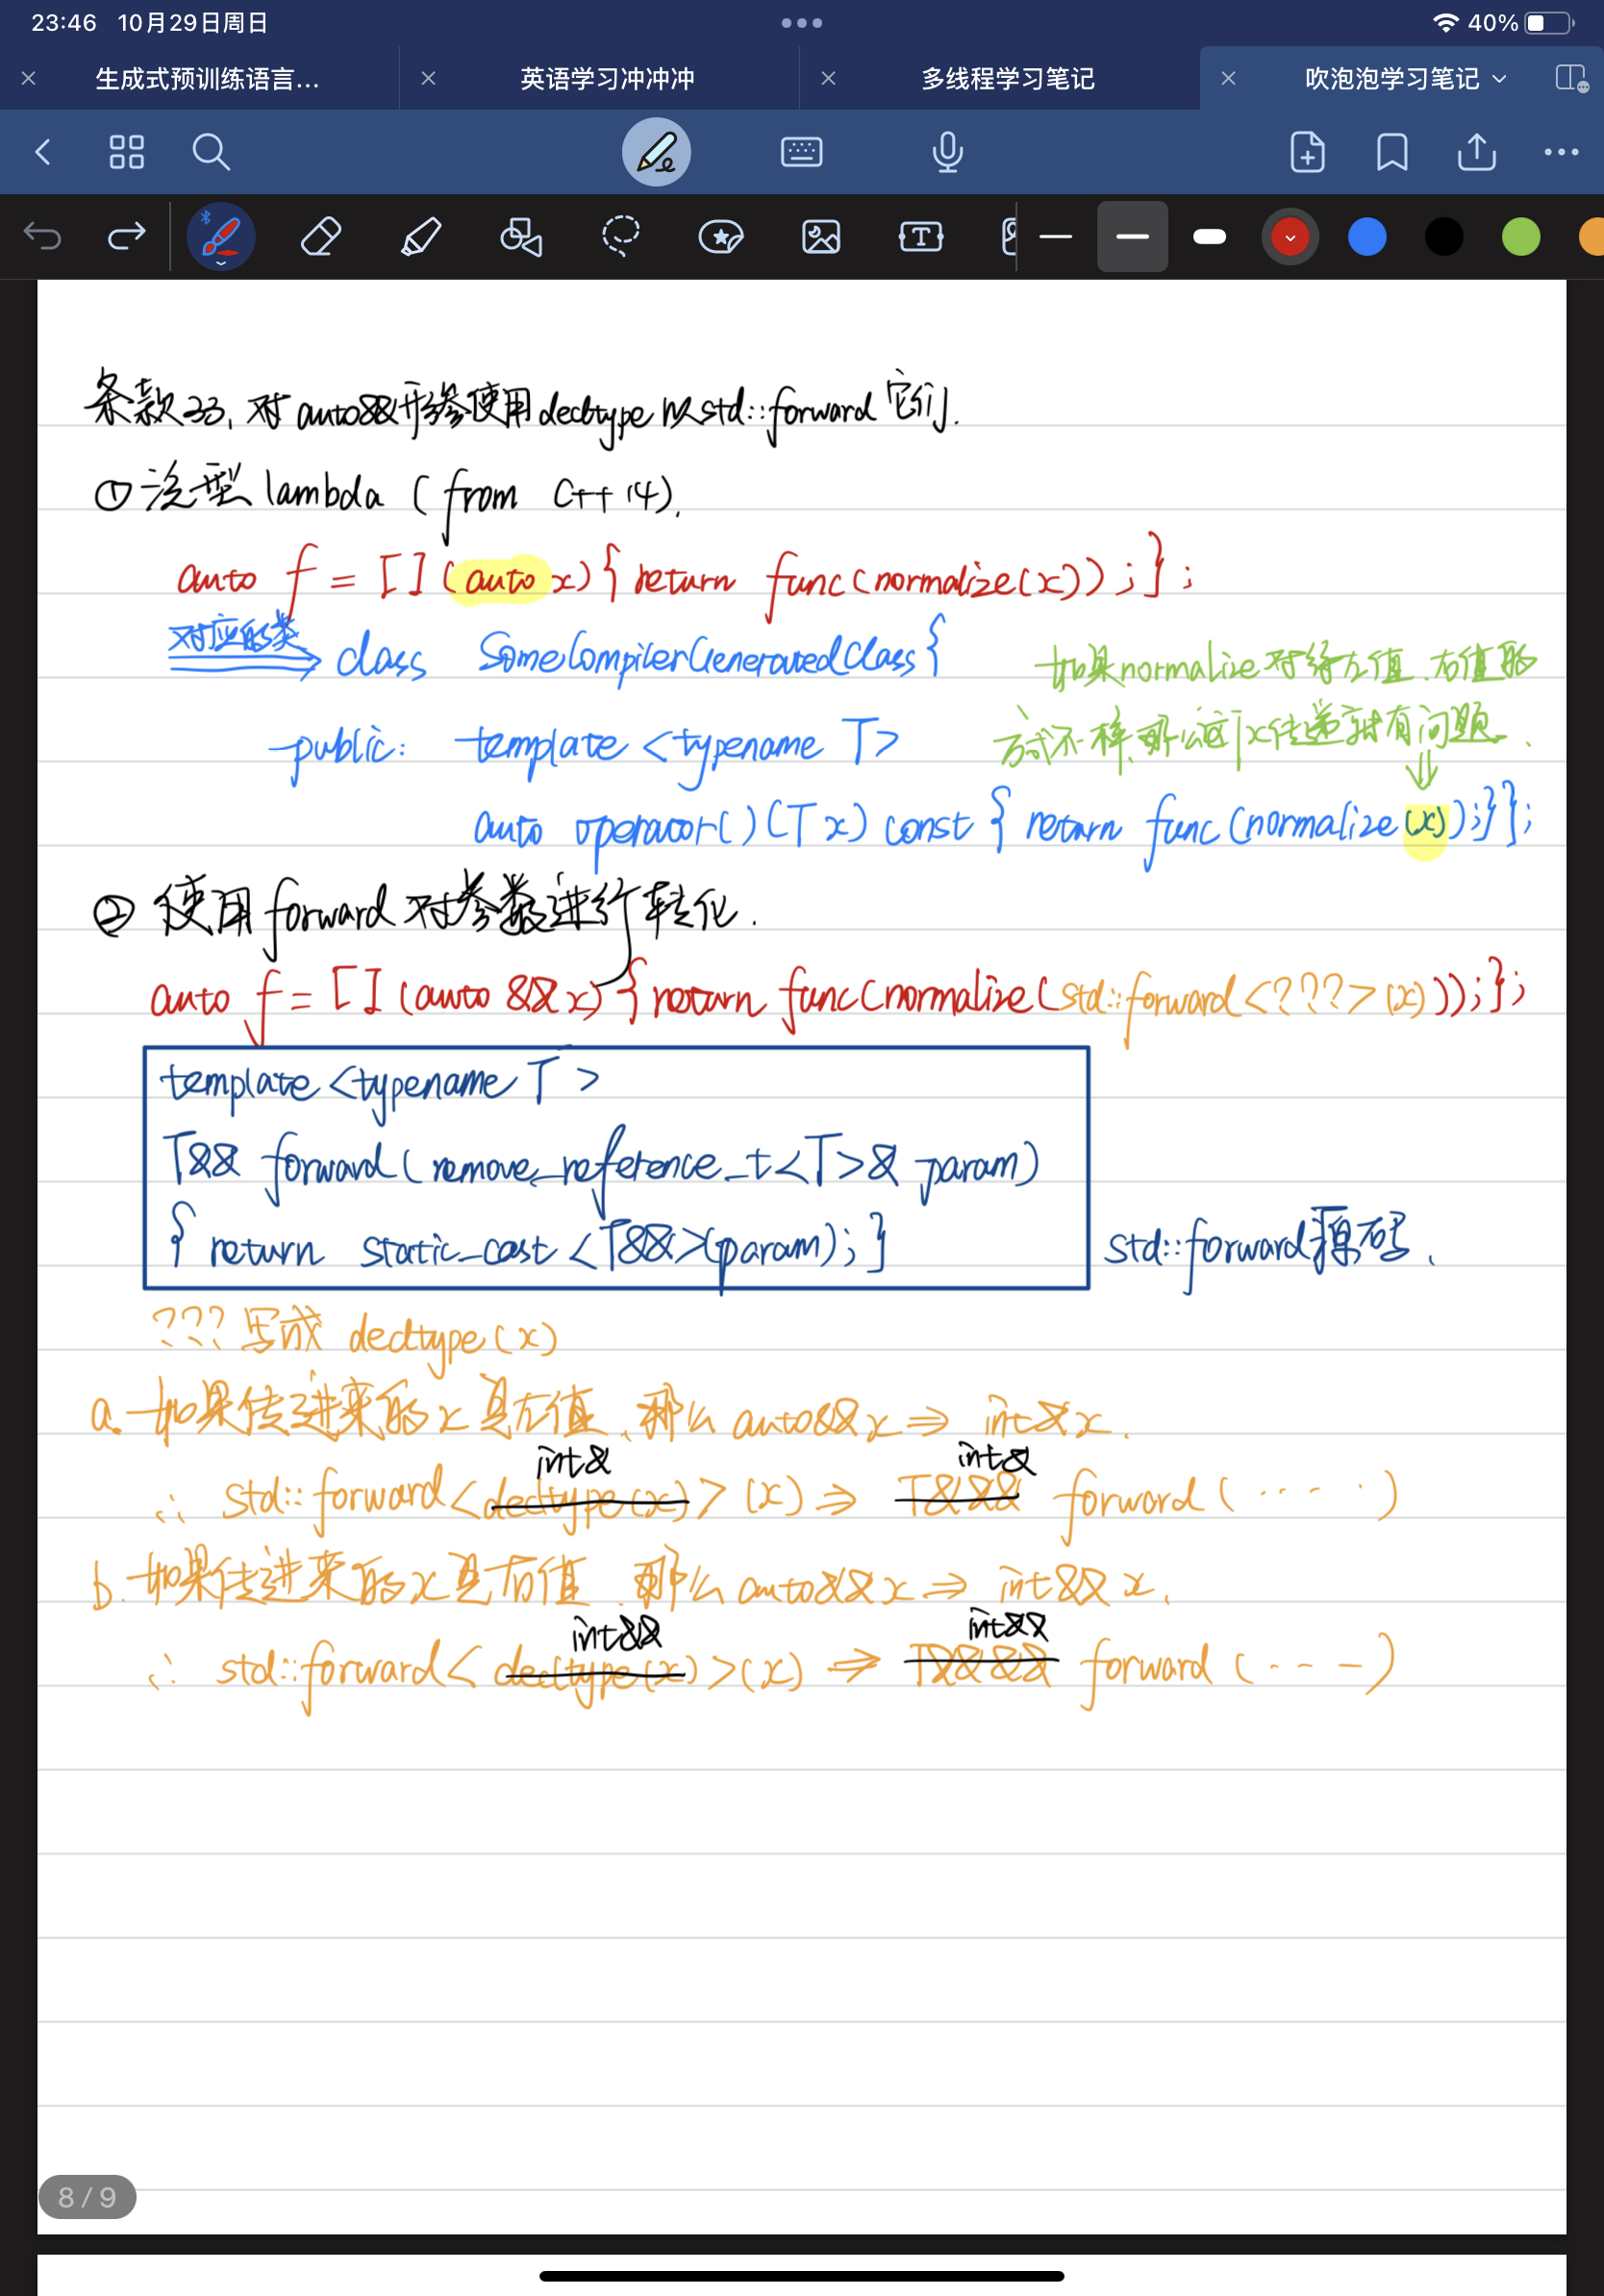 23:46 10月29日周日
40%
生成式预训练语言... 英语学习冲冲冲 多线程学习笔记 吹泡泡学习笔记
条款33、对auto&&形参使用decltype以std::forward它们.
① 泛型lambda (from C++14).
auto f = [](auto x){ return func(normalize(x)); };
对应的类
class SomeCompilerGeneratedClass{
如果normalize对待左值、右值的
public: template <typename T>
方式不一样,那么这个x传递就有问题.
auto operator()(T x) const { return func(normalize(x));}};
② 使用forward对参数进行转化.
auto f = [](auto &&x) { return func(normalize(std::forward<???>(x)));};
template <typename T>
T&& forward(remove_reference_t<T>& param)
{ return static_cast<T&&>(param);}
std::forward源码.
???写成 decltype(x)
a. 如果传进来的x是左值、那么 auto&&x ⇒ int&x.
int& int&
∴ std::forward<decltype(x)>(x) ⇒ T&&& forward(·····)
b. 如果传进来的x是右值、那么 auto&&x ⇒ int&&x.
int&& int&&
∴ std::forward<decltype(x)>(x) ⇒ T&&&& forward(----)
8 / 9